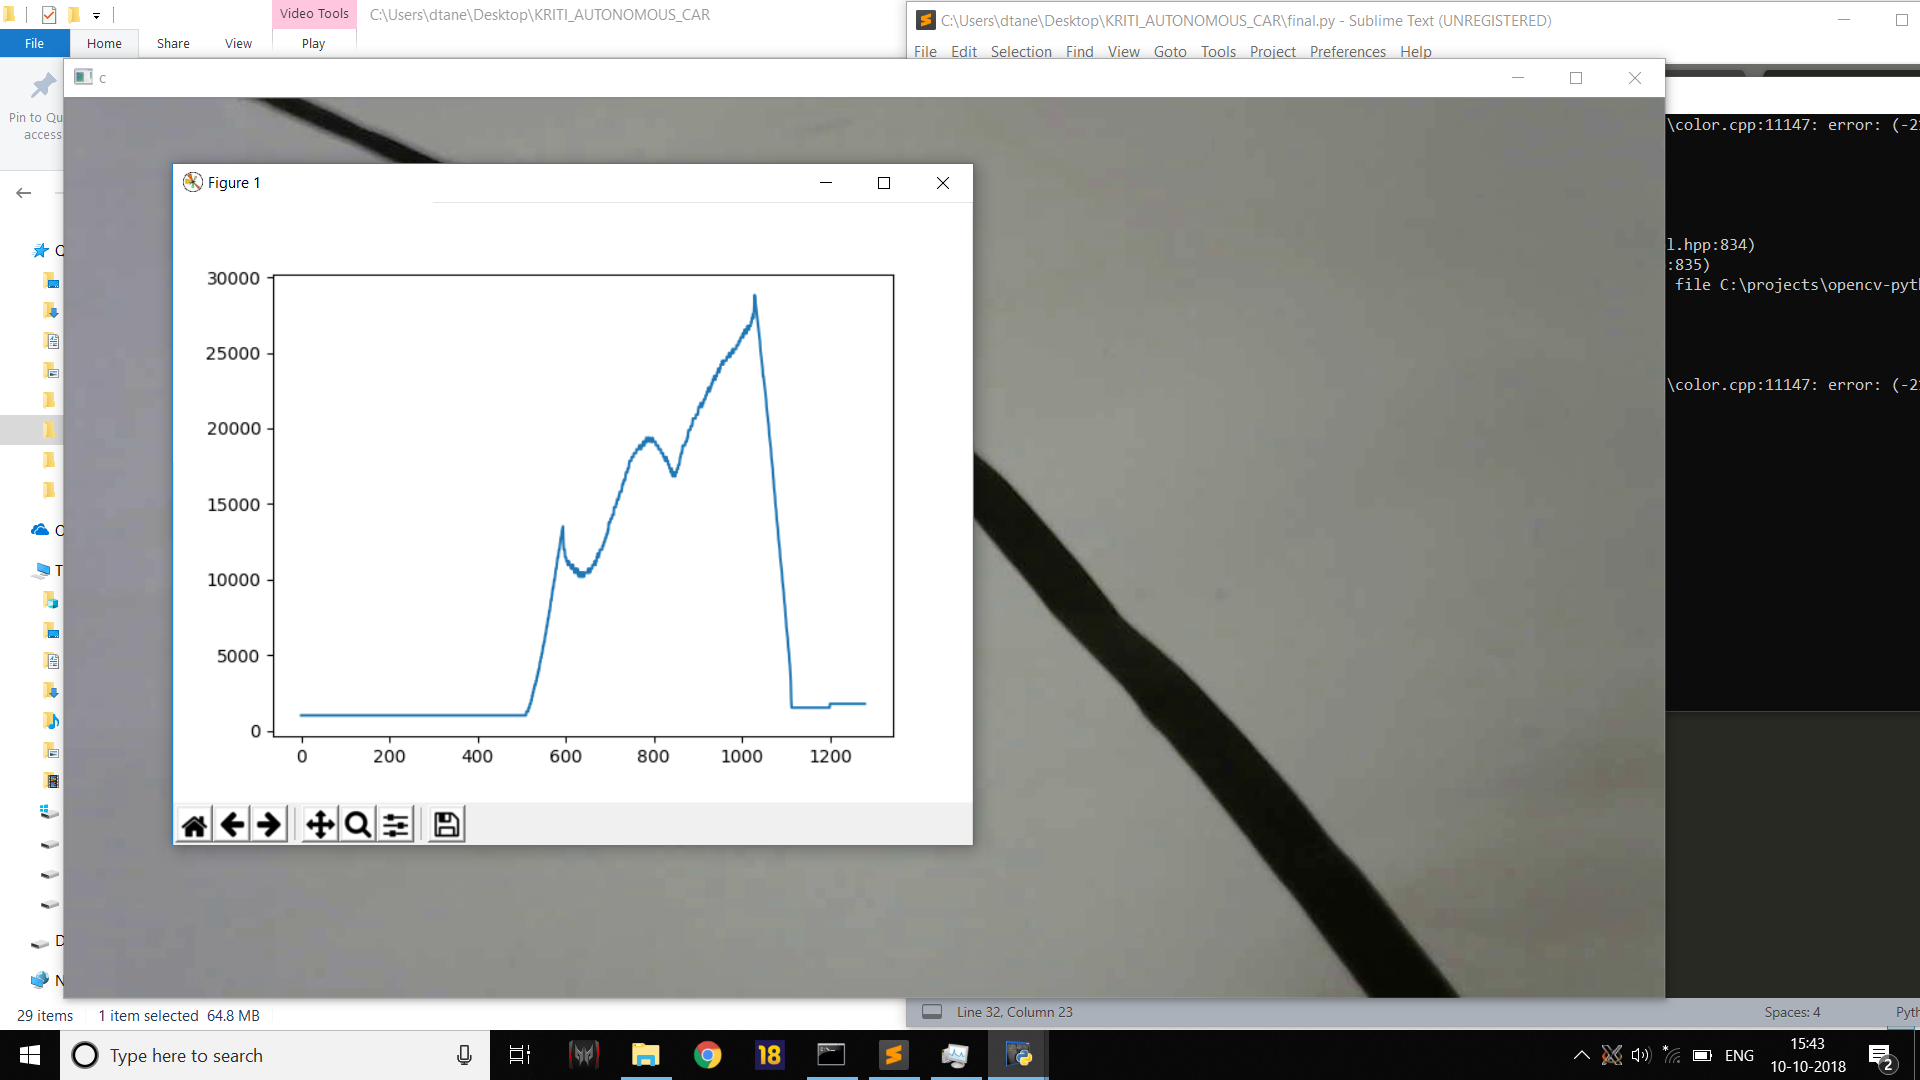 Video Tools
C:\Users\dtane\Desktop\KRITI_AUTONOMOUS_CAR
File
Home
Share
View
Play
C:\Users\dtane\Desktop\KRITI_AUTONOMOUS_CAR\final.py - Sublime Text (UNREGISTERED)
File Edit Selection Find View Goto Tools Project Preferences Help
c
Pin to Qu
access
\color.cpp:11147: error: (-21
l.hpp:834)
:835)
file C:\projects\opencv-pyt
\color.cpp:11147: error: (-21
Figure 1
30000
25000
20000
15000
10000
5000
0
0 200 400 600 800 1000 1200
T
D
N
29 items 1 item selected 64.8 MB
Line 32, Column 23
Spaces: 4
Pyth
Type here to search
18
ENG
15:43
10-10-2018
2